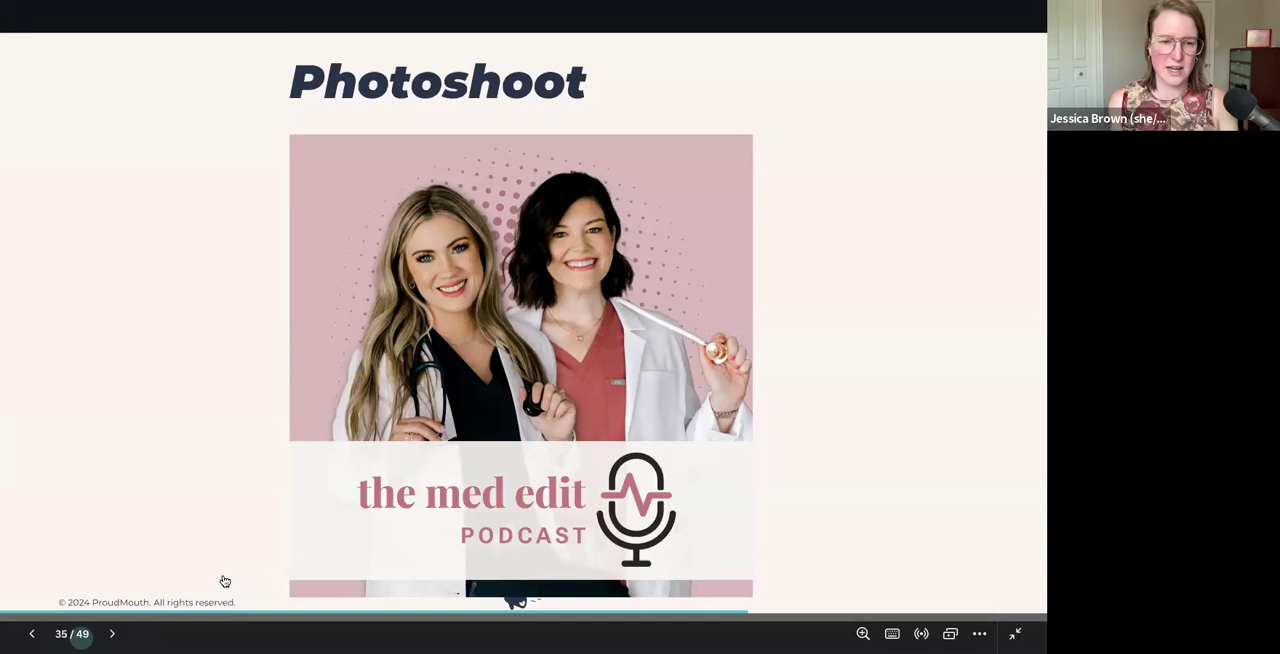 Photoshoot
Jessica Brown (she/...
the med edit
PODCAST
© 2024 ProudMouth. All rights reserved.
35 / 49